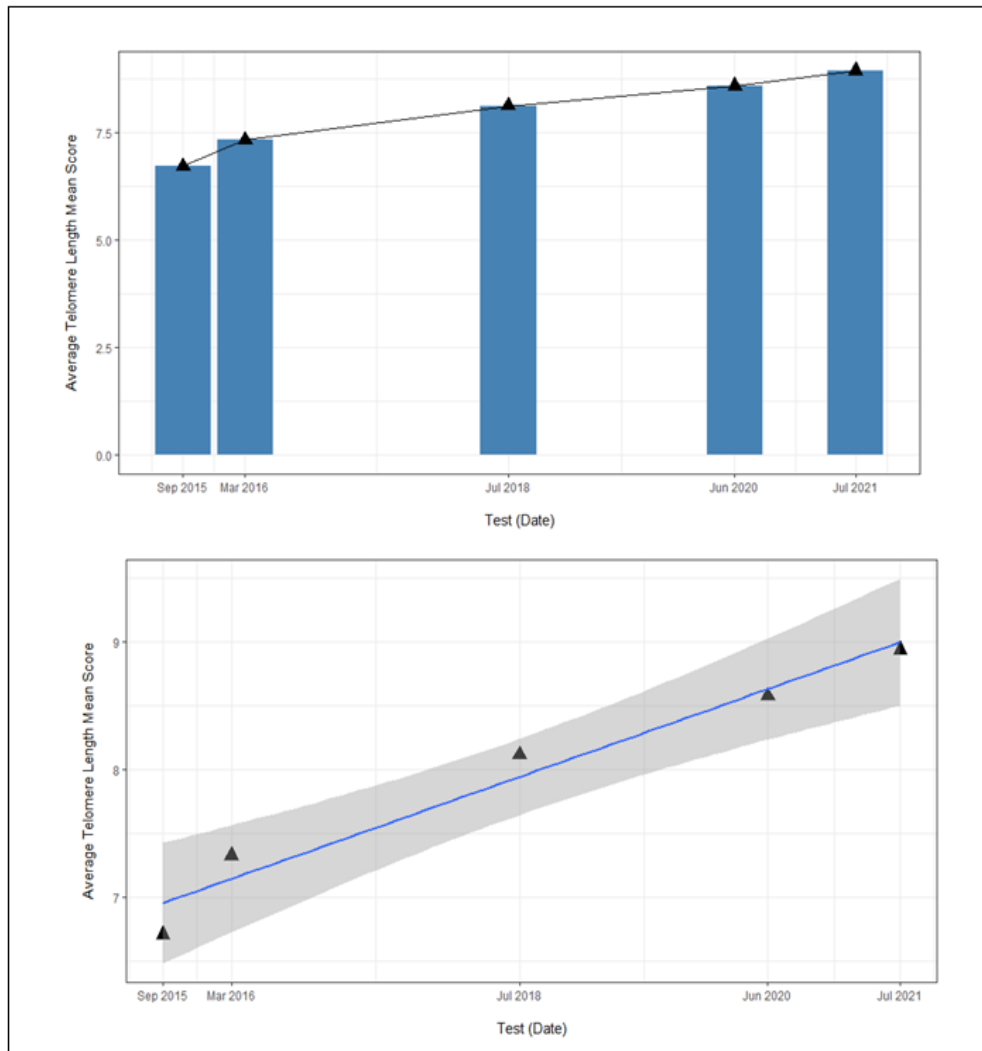 Average Telomere Length Mean Score
7.5
5.0
2.5
0.0
Sep 2015 Mar 2016 Jul 2018 Jun 2020 Jul 2021
Test (Date)
Average Telomere Length Mean Score
9
8
7
Sep 2015 Mar 2016 Jul 2018 Jun 2020 Jul 2021
Test (Date)